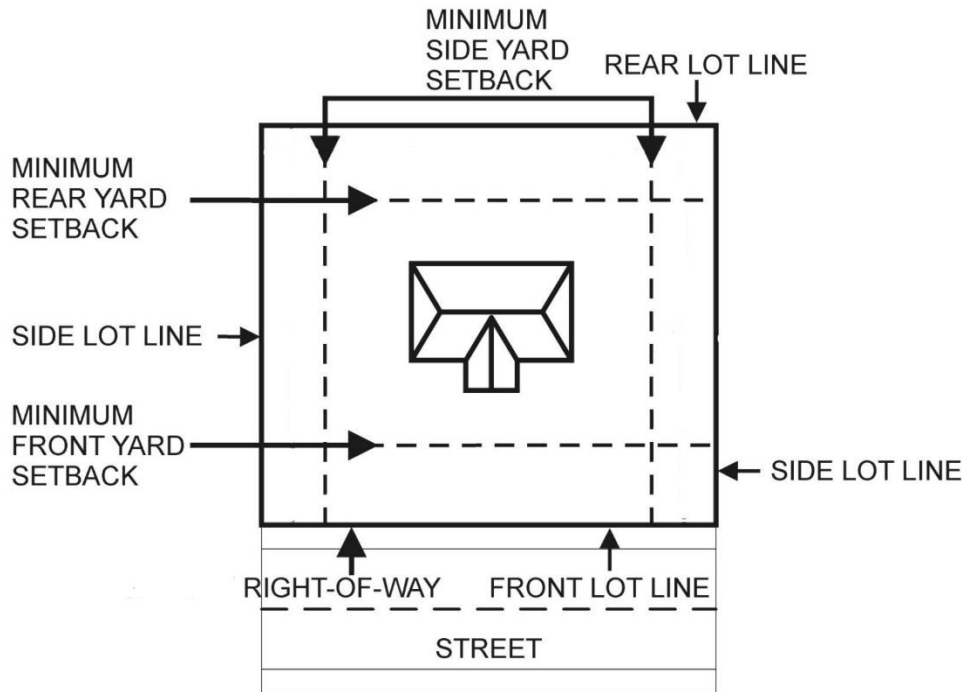 MINIMUM
SIDE YARD
SETBACK
REAR LOT LINE
MINIMUM
REAR YARD
SETBACK
SIDE LOT LINE
MINIMUM
FRONT YARD
SETBACK
SIDE LOT LINE
RIGHT-OF-WAY
FRONT LOT LINE
STREET